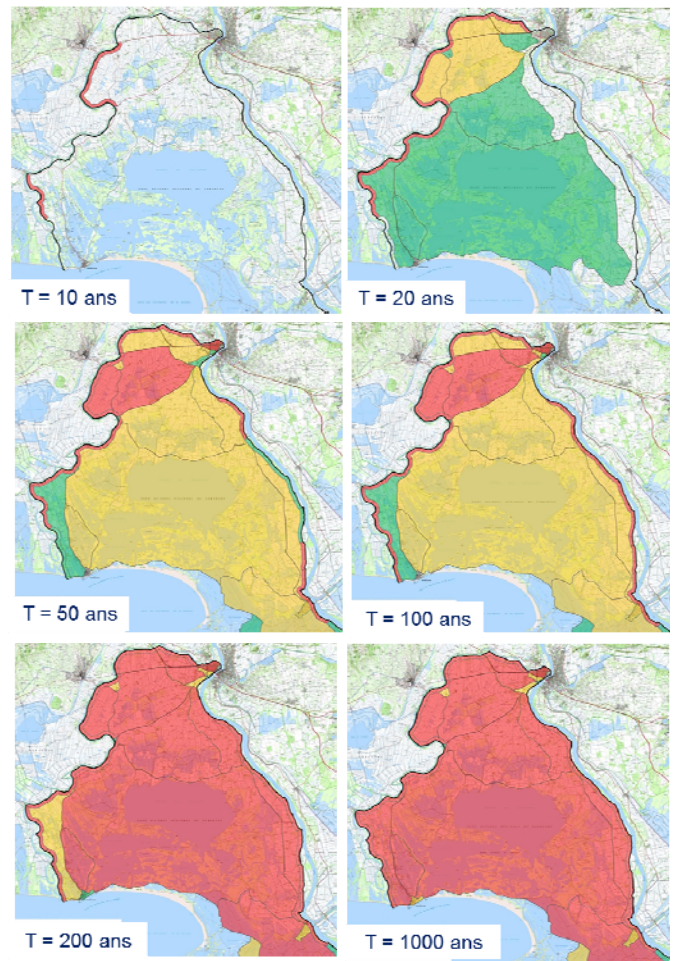 T = 10 ans
T = 20 ans
T = 50 ans
T = 100 ans
T = 200 ans
T = 1000 ans